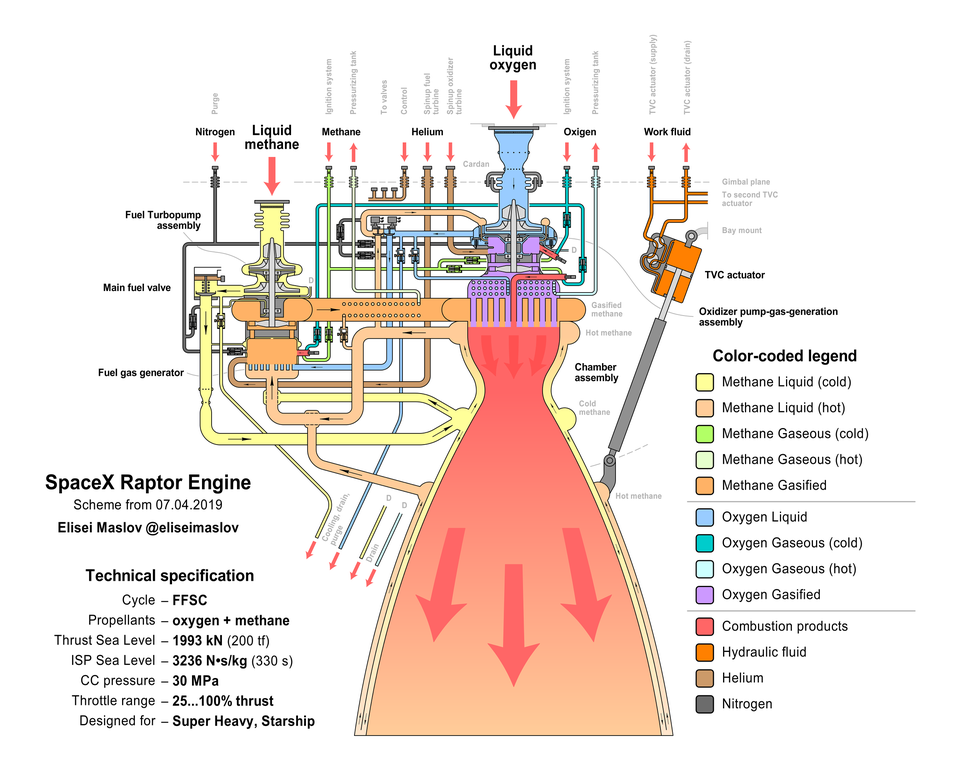 Liquid
oxygen
Purge
Ignition system
Pressurizing tank
To valves
Control
Spinup fuel
turbine
Spinup oxidizer
turbine
Ignition system
Pressurizing tank
TVC actuator (supply)
TVC actuator (drain)
Nitrogen
Liquid
methane
Methane
Helium
Oxigen
Work fluid
Cardan
Gimbal plane
To second TVC
actuator
Fuel Turbopump
assembly
Bay mount
D
TVC actuator
Main fuel valve
D
Gasified
methane
Oxidizer pump-gas-generation
assembly
Hot methane
Fuel gas generator
Chamber
assembly
Cold
methane
Hot methane
Color-coded legend
Methane Liquid (cold)
Methane Liquid (hot)
Methane Gaseous (cold)
Methane Gaseous (hot)
Methane Gasified
Oxygen Liquid
Oxygen Gaseous (cold)
Oxygen Gaseous (hot)
Oxygen Gasified
Combustion products
Hydraulic fluid
Helium
Nitrogen
SpaceX Raptor Engine
Scheme from 07.04.2019
Elisei Maslov @eliseimaslov
Cooling, drain,
purge
Drain
D
D
Technical specification
Cycle – FFSC
Propellants – oxygen + methane
Thrust Sea Level – 1993 kN (200 tf)
ISP Sea Level – 3236 N•s/kg (330 s)
CC pressure – 30 MPa
Throttle range – 25...100% thrust
Designed for – Super Heavy, Starship